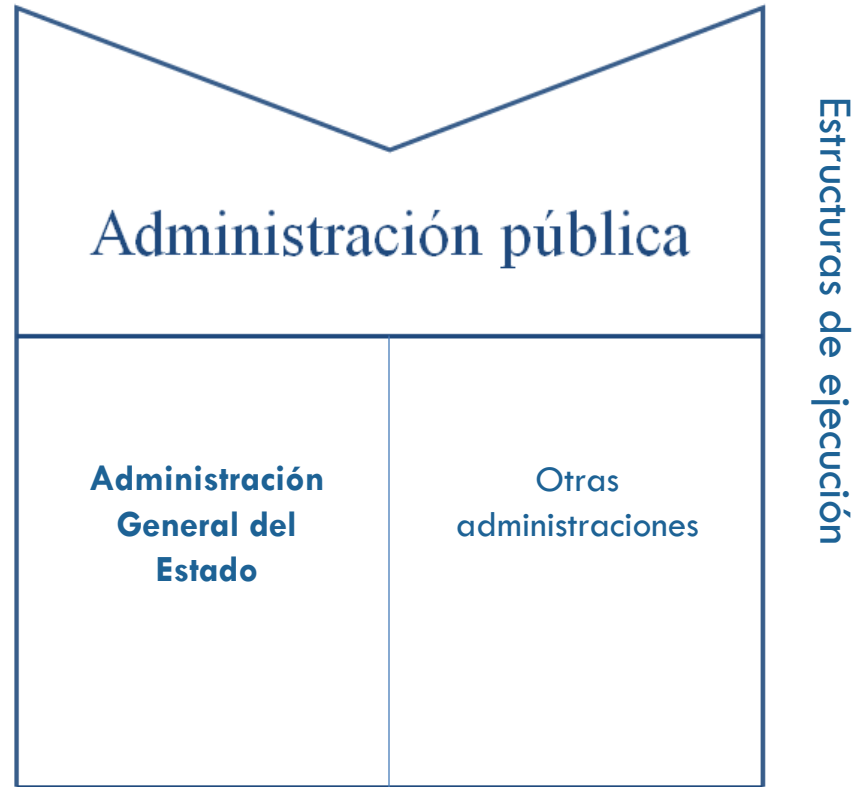 Administración pública
Administración
General del
Estado
Otras
administraciones
Estructuras de ejecución